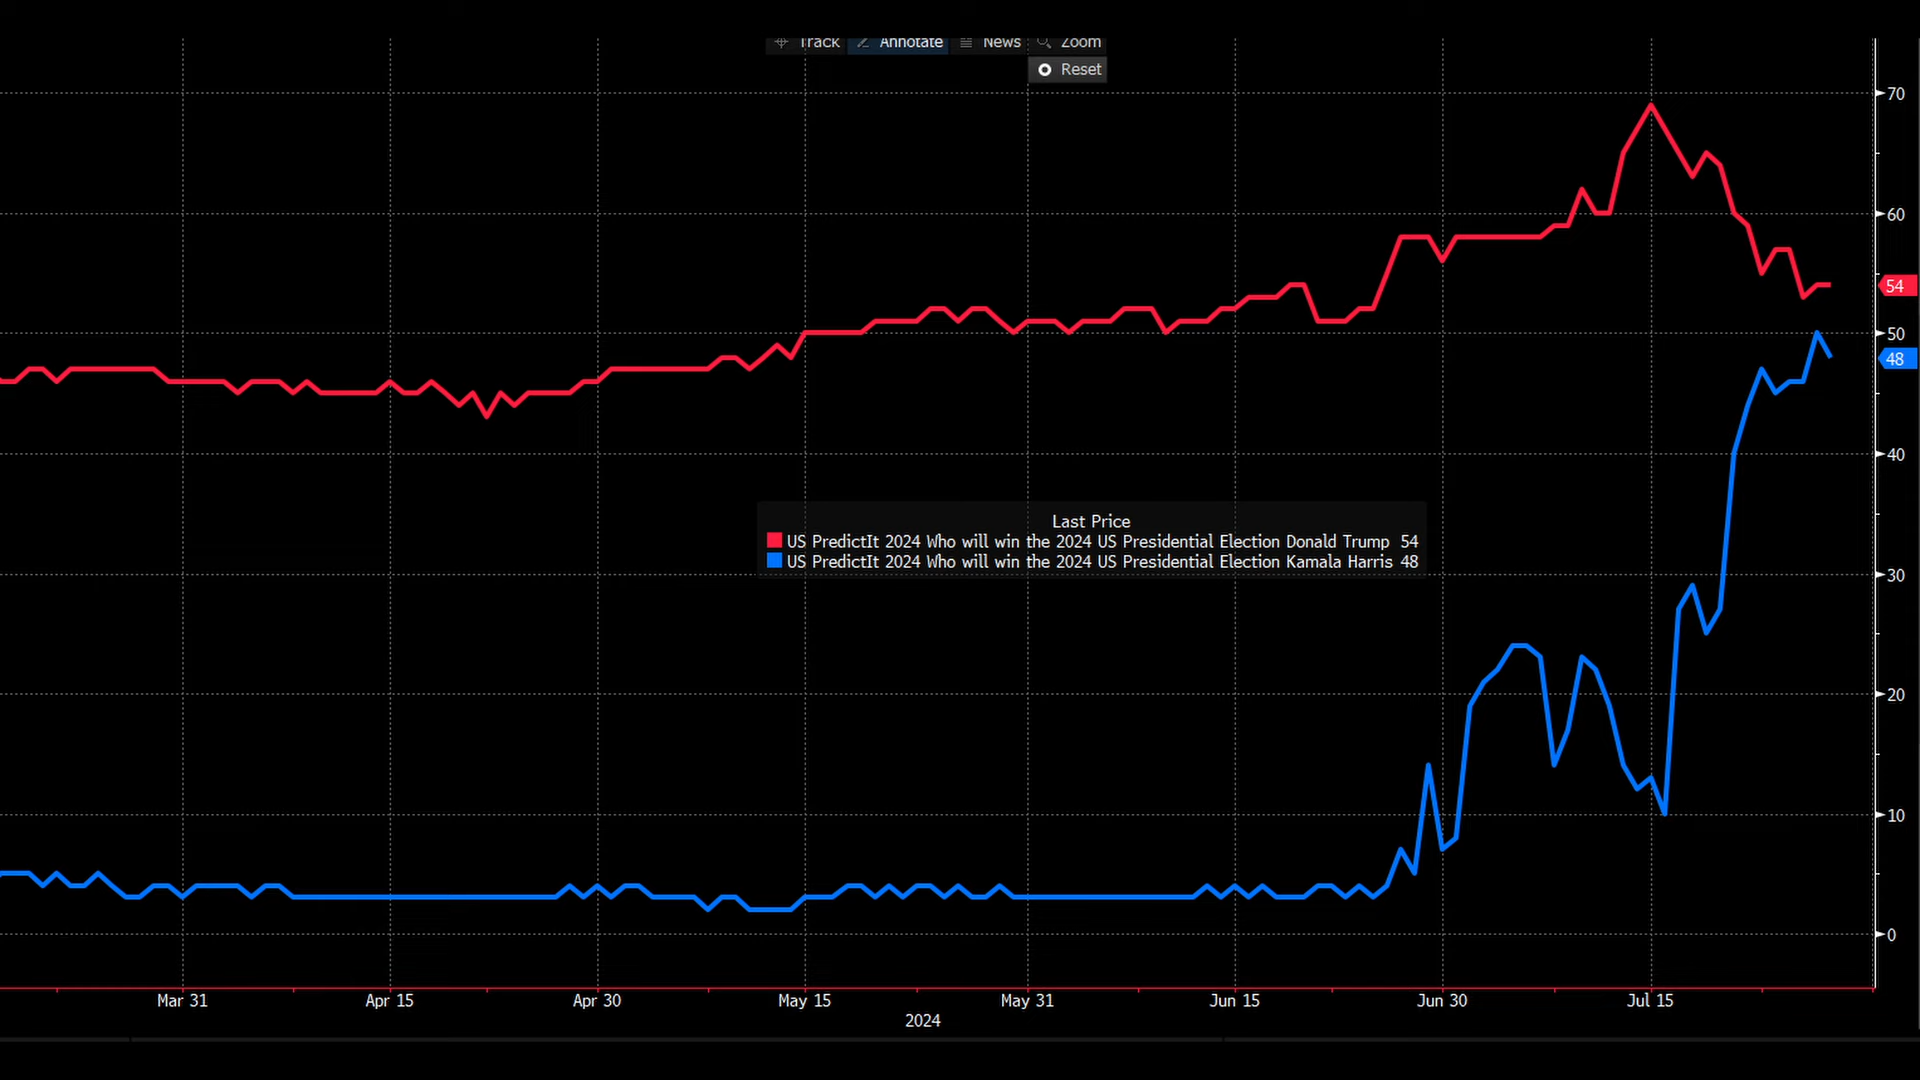 Track Annotate News Zoom
Reset
70
60
54
50
48
40
Last Price
US PredictIt 2024 Who will win the 2024 US Presidential Election Donald Trump 54
US PredictIt 2024 Who will win the 2024 US Presidential Election Kamala Harris 48
30
20
10
0
Mar 31 Apr 15 Apr 30 May 15 May 31 Jun 15 Jun 30 Jul 15
2024